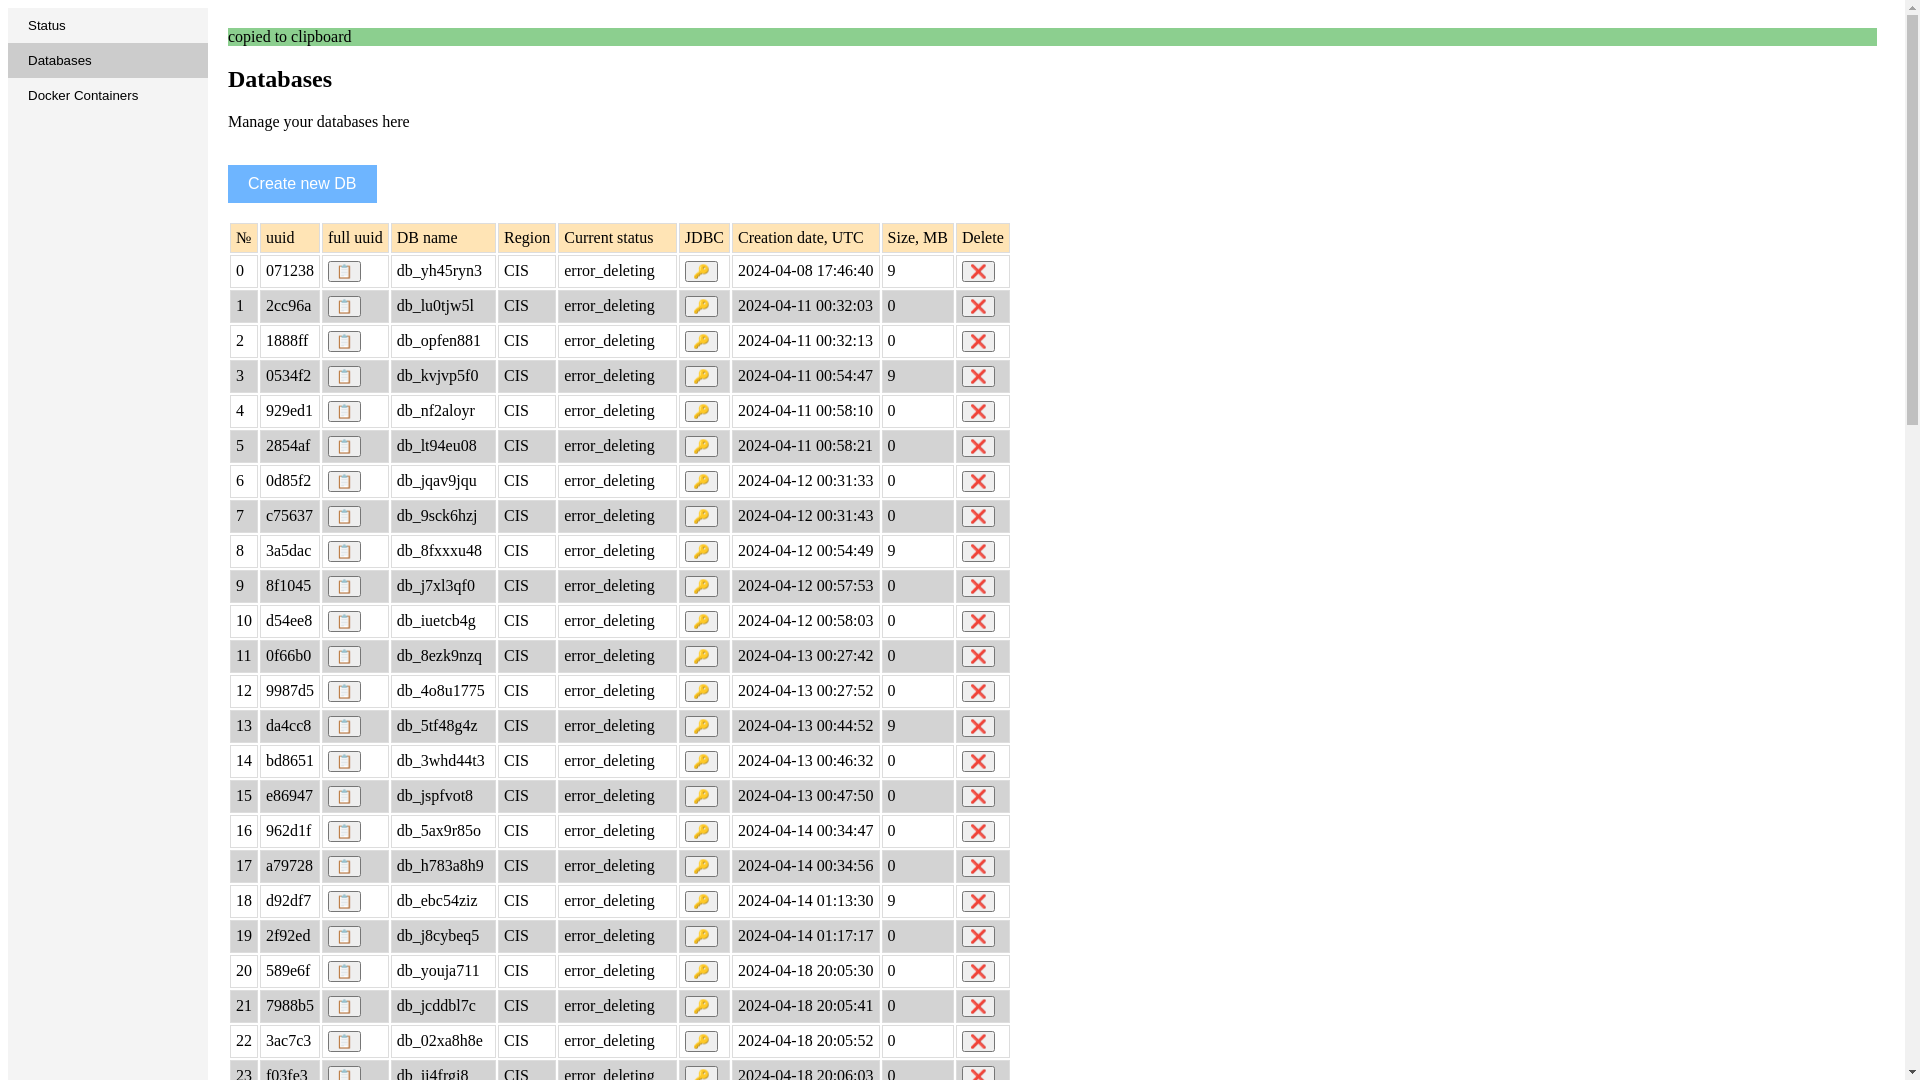 Status
Databases
Docker Containers
copied to clipboard
Databases
Manage your databases here
Create new DB
№ uuid full uuid DB name Region Current status JDBC Creation date, UTC Size, MB Delete
0 071238 📋 db_yh45ryn3 CIS error_deleting 🔑 2024-04-08 17:46:40 9 ❌
1 2cc96a 📋 db_lu0tjw5l CIS error_deleting 🔑 2024-04-11 00:32:03 0 ❌
2 1888ff 📋 db_opfen881 CIS error_deleting 🔑 2024-04-11 00:32:13 0 ❌
3 0534f2 📋 db_kvjvp5f0 CIS error_deleting 🔑 2024-04-11 00:54:47 9 ❌
4 929ed1 📋 db_nf2aloyr CIS error_deleting 🔑 2024-04-11 00:58:10 0 ❌
5 2854af 📋 db_lt94eu08 CIS error_deleting 🔑 2024-04-11 00:58:21 0 ❌
6 0d85f2 📋 db_jqav9jqu CIS error_deleting 🔑 2024-04-12 00:31:33 0 ❌
7 c75637 📋 db_9sck6hzj CIS error_deleting 🔑 2024-04-12 00:31:43 0 ❌
8 3a5dac 📋 db_8fxxxu48 CIS error_deleting 🔑 2024-04-12 00:54:49 9 ❌
9 8f1045 📋 db_j7xl3qf0 CIS error_deleting 🔑 2024-04-12 00:57:53 0 ❌
10 d54ee8 📋 db_iuetcb4g CIS error_deleting 🔑 2024-04-12 00:58:03 0 ❌
11 0f66b0 📋 db_8ezk9nzq CIS error_deleting 🔑 2024-04-13 00:27:42 0 ❌
12 9987d5 📋 db_4o8u1775 CIS error_deleting 🔑 2024-04-13 00:27:52 0 ❌
13 da4cc8 📋 db_5tf48g4z CIS error_deleting 🔑 2024-04-13 00:44:52 9 ❌
14 bd8651 📋 db_3whd44t3 CIS error_deleting 🔑 2024-04-13 00:46:32 0 ❌
15 e86947 📋 db_jspfvot8 CIS error_deleting 🔑 2024-04-13 00:47:50 0 ❌
16 962d1f 📋 db_5ax9r85o CIS error_deleting 🔑 2024-04-14 00:34:47 0 ❌
17 a79728 📋 db_h783a8h9 CIS error_deleting 🔑 2024-04-14 00:34:56 0 ❌
18 d92df7 📋 db_ebc54ziz CIS error_deleting 🔑 2024-04-14 01:13:30 9 ❌
19 2f92ed 📋 db_j8cybeq5 CIS error_deleting 🔑 2024-04-14 01:17:17 0 ❌
20 589e6f 📋 db_youja711 CIS error_deleting 🔑 2024-04-18 20:05:30 0 ❌
21 7988b5 📋 db_jcddbl7c CIS error_deleting 🔑 2024-04-18 20:05:41 0 ❌
22 3ac7c3 📋 db_02xa8h8e CIS error_deleting 🔑 2024-04-18 20:05:52 0 ❌
23 f03fe3 📋 CIS error_deleting 🔑 2024-04-18 20:06:03 0 ❌